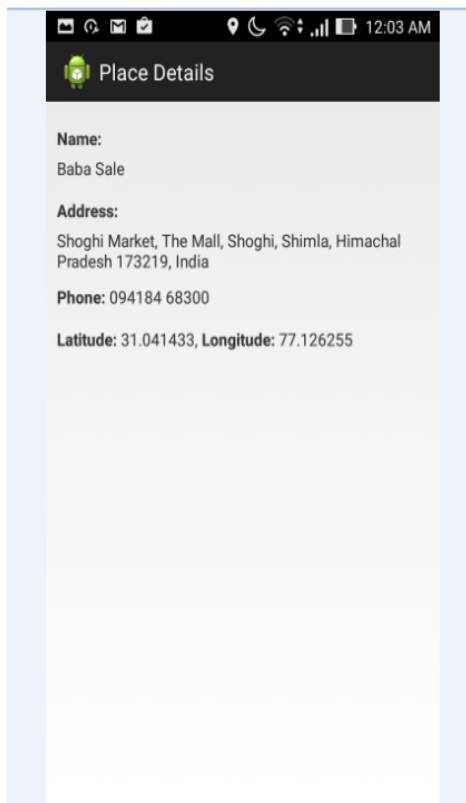 12:03 AM
Place Details
Name:
Baba Sale
Address:
Shoghi Market, The Mall, Shoghi, Shimla, Himachal
Pradesh 173219, India
Phone: 094184 68300
Latitude: 31.041433, Longitude: 77.126255